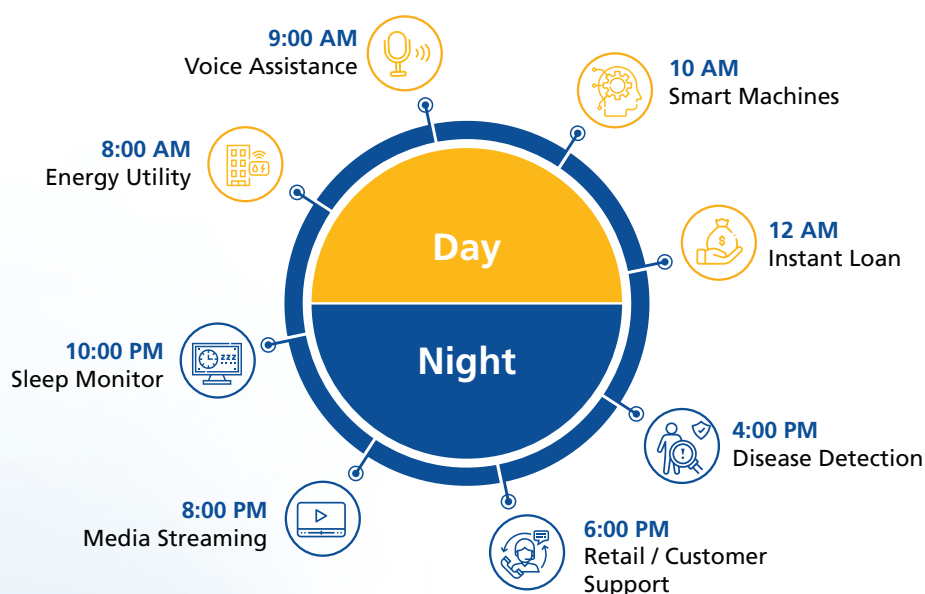 9:00 AM
Voice Assistance
10 AM
Smart Machines
8:00 AM
Energy Utility
12 AM
Instant Loan
Day
Night
10:00 PM
Sleep Monitor
4:00 PM
Disease Detection
8:00 PM
Media Streaming
6:00 PM
Retail / Customer
Support
$
zzz